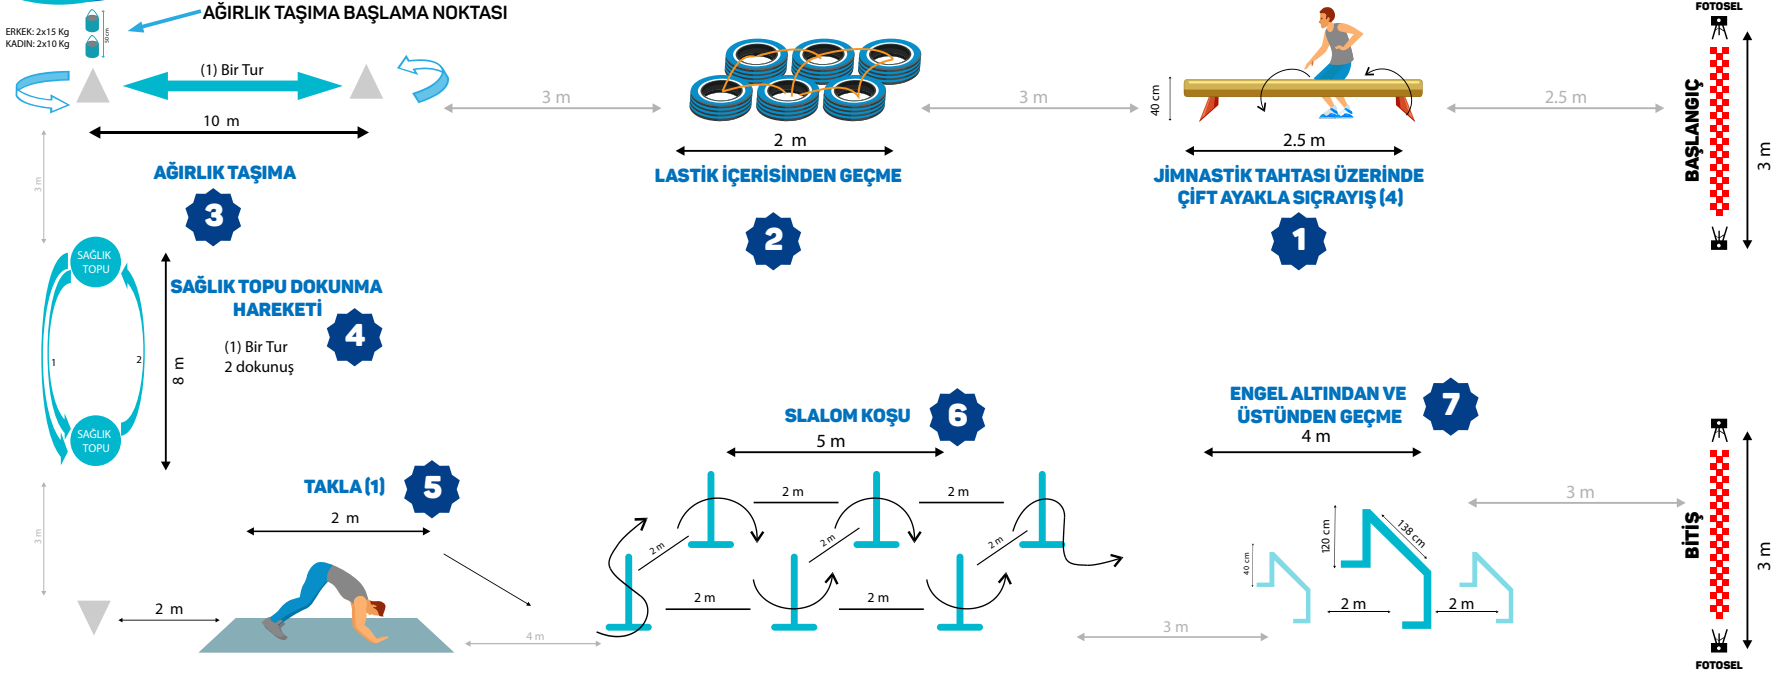 AĞIRLIK TAŞIMA BAŞLAMA NOKTASI
ERKEK: 2x15 Kg
KADIN: 2x10 Kg
50 cm
(1) Bir Tur
10 m
AĞIRLIK TAŞIMA
3
3 m
3 m
2 m
LASTİK İÇERİSİNDEN GEÇME
2
3 m
40 cm
2.5 m
JİMNASTİK TAHTASI ÜZERİNDE
ÇİFT AYAKLA SIÇRAYIŞ (4)
1
2.5 m
FOTOSEL
BAŞLANGIÇ
3 m
SAĞLIK
TOPU
1
2
SAĞLIK
TOPU
8 m
SAĞLIK TOPU DOKUNMA
HAREKETİ
4
(1) Bir Tur
2 dokunuş
3 m
2 m
TAKLA (1)
5
2 m
4 m
SLALOM KOŞU
6
5 m
2 m
2 m
2 m
2 m
2 m
2 m
2 m
3 m
ENGEL ALTINDAN VE
ÜSTÜNDEN GEÇME
7
4 m
40 cm
120 cm
138 cm
2 m
2 m
3 m
BİTİŞ
3 m
FOTOSEL